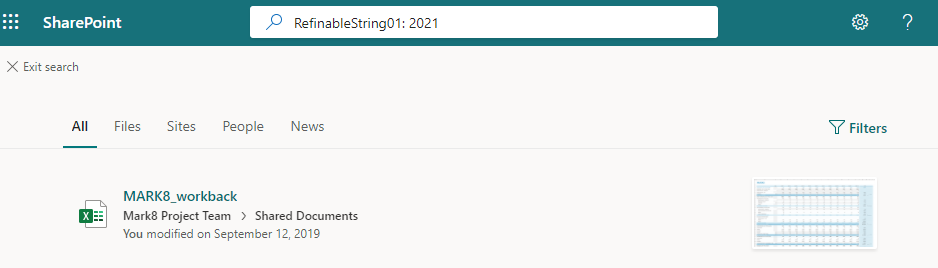 SharePoint
RefinableString01: 2021
?
Exit search
All Files Sites People News
Filters
MARK8_workback
Mark8 Project Team > Shared Documents
You modified on September 12, 2019